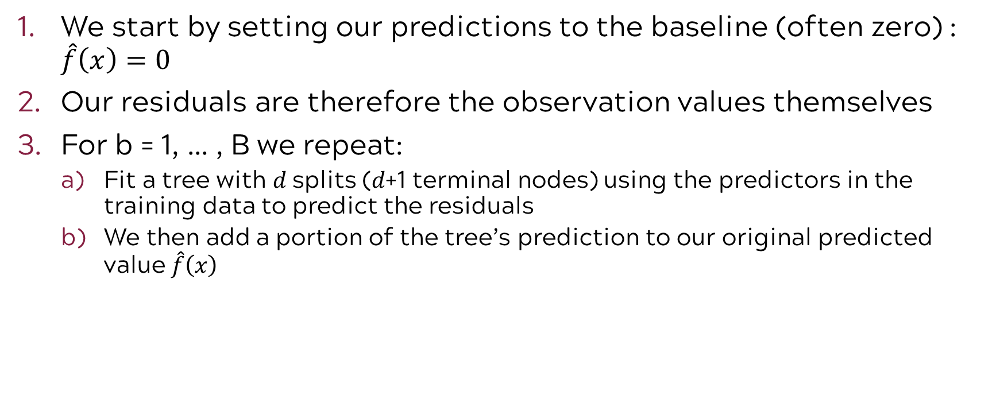 1. We start by setting our predictions to the baseline (often zero) :
f̂(x) = 0
2. Our residuals are therefore the observation values themselves
3. For b = 1, ... , B we repeat:
a) Fit a tree with d splits (d+1 terminal nodes) using the predictors in the
training data to predict the residuals
b) We then add a portion of the tree’s prediction to our original predicted
value f̂(x)